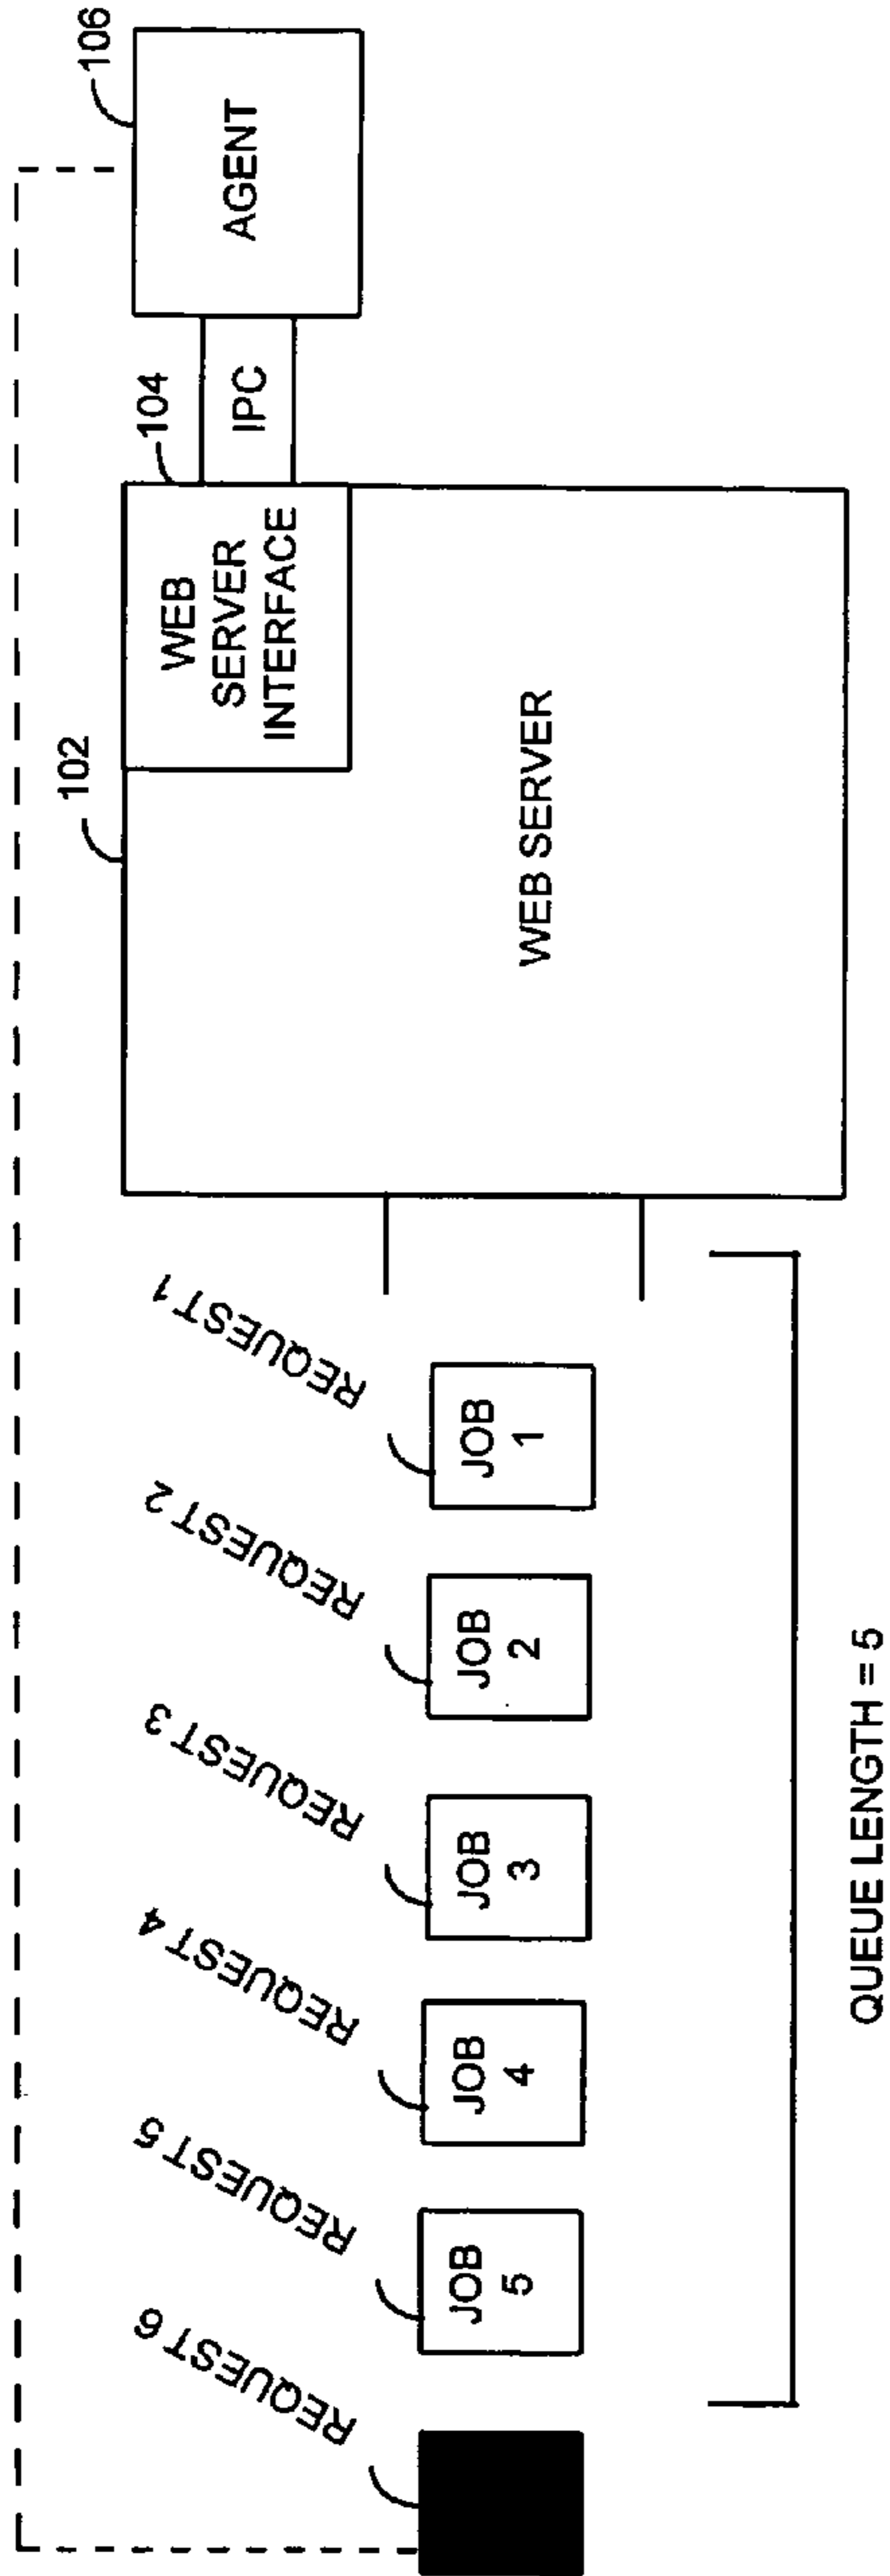 REQUEST 6
REQUEST 5
REQUEST 4
REQUEST 3
REQUEST 2
REQUEST 1
102
104
106
JOB
5
JOB
4
JOB
3
JOB
2
JOB
1
WEB
SERVER
INTERFACE
IPC
AGENT
WEB SERVER
QUEUE LENGTH = 5